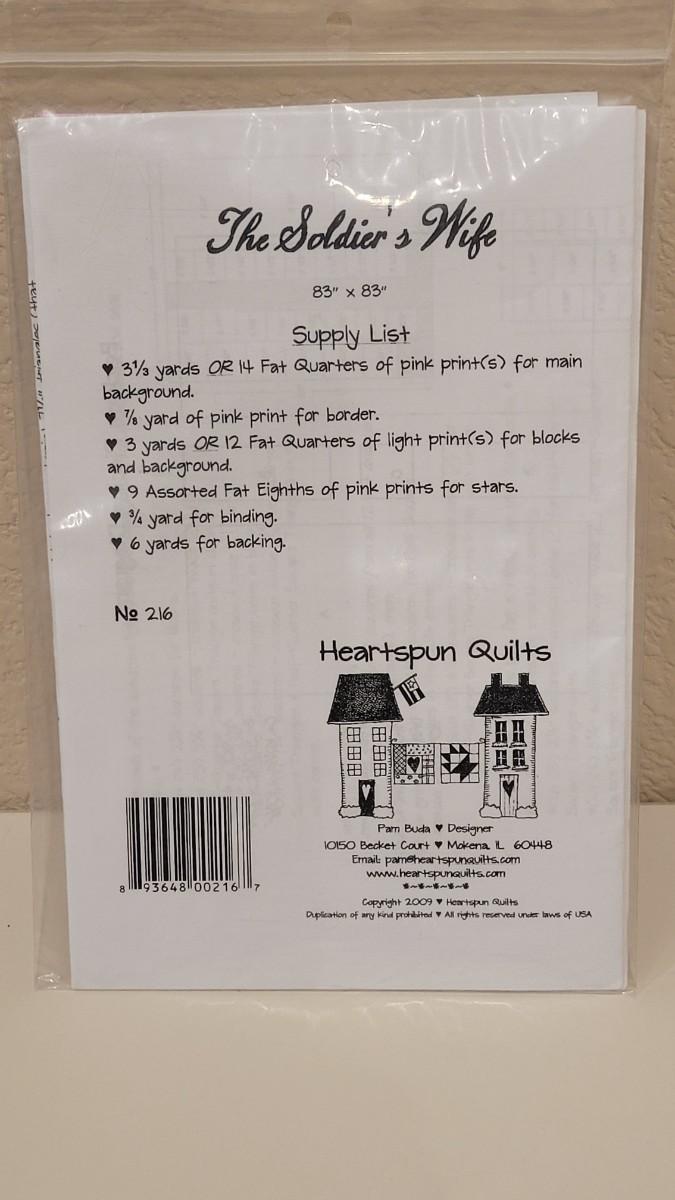 The Soldier's Wife
83" x 83"
Supply List
♥ 3⅓ yards OR 14 Fat Quarters of pink print(s) for main
background.
♥ ⅞ yard of pink print for border.
♥ 3 yards OR 12 Fat Quarters of light print(s) for blocks
and background.
♥ 9 Assorted Fat Eighths of pink prints for stars.
♥ ¾ yard for binding.
♥ 6 yards for backing.
№ 216
Heartspun Quilts
Pam Buda ♥ Designer
10150 Becket Court ♥ Mokena, IL 60448
Email: pam@heartspunquilts.com
www.heartspunquilts.com
Copyright 2009 ♥ Heartspun Quilts
Duplication of any kind prohibited ♥ All rights reserved under laws of USA
8 93648 00216 7